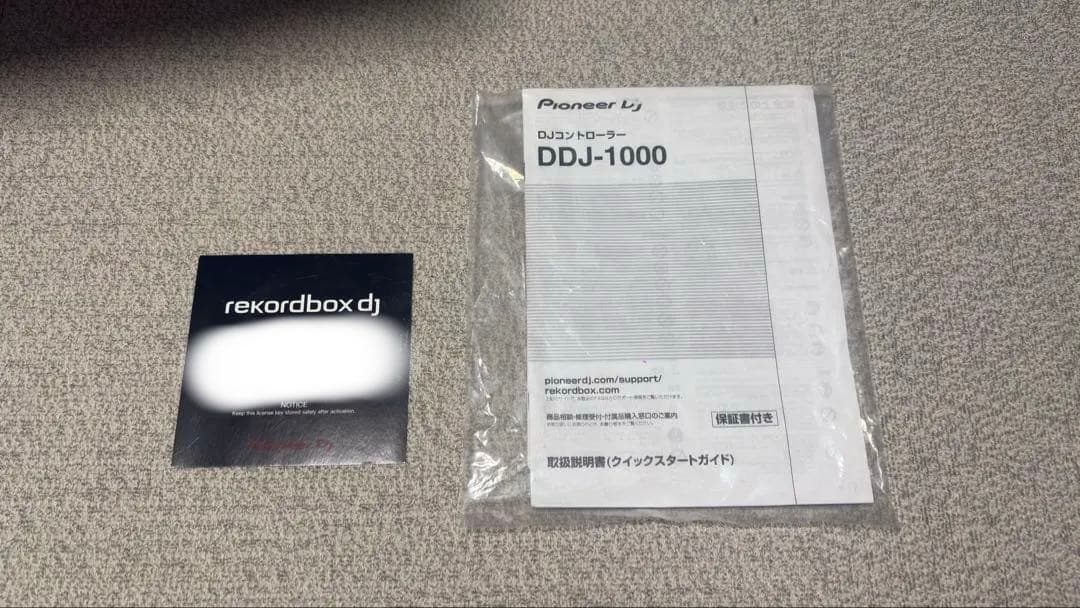 rekordbox dj
NOTICE
Keep this license key stored safely after activation.
Pioneer Dj
Pioneer Dj
DJコントローラー
DDJ-1000
pioneerdj.com/support/
rekordbox.com
商品相談・修理受付・付属品購入窓口のご案内
保証書付き
取扱説明書(クイックスタートガイド)